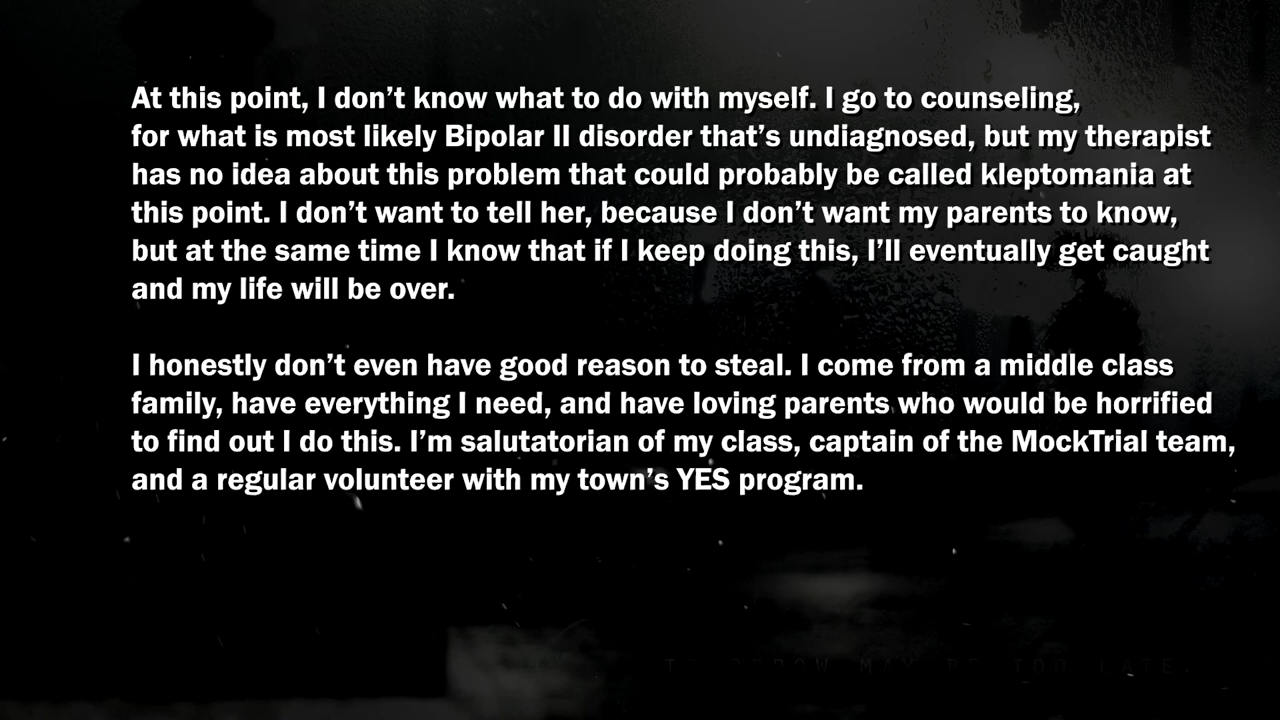 At this point, I don't know what to do with myself. I go to counseling,
for what is most likely Bipolar II disorder that's undiagnosed, but my therapist
has no idea about this problem that could probably be called kleptomania at
this point. I don't want to tell her, because I don't want my parents to know,
but at the same time I know that if I keep doing this, I'll eventually get caught
and my life will be over.
I honestly don't even have good reason to steal. I come from a middle class
family, have everything I need, and have loving parents who would be horrified
to find out I do this. I'm salutatorian of my class, captain of the MockTrial team,
and a regular volunteer with my town's YES program.
MAY BE TOO LATE.